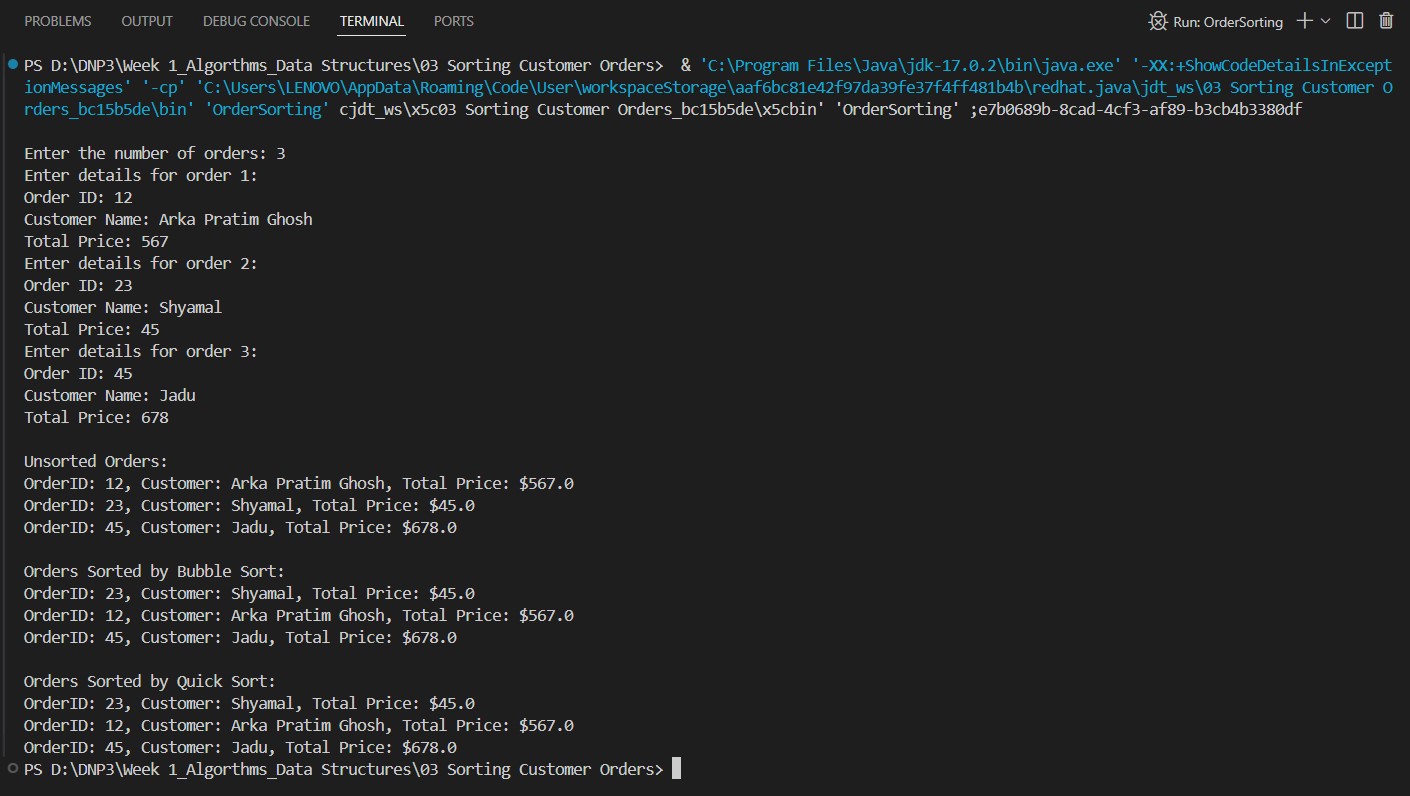 PROBLEMS OUTPUT DEBUG CONSOLE TERMINAL PORTS Run: OrderSorting
PS D:\DNP3\Week 1_Algorthms_Data Structures\03 Sorting Customer Orders>  & 'C:\Program Files\Java\jdk-17.0.2\bin\java.exe' '-XX:+ShowCodeDetailsInExcept
ionMessages' '-cp' 'C:\Users\LENOVO\AppData\Roaming\Code\User\workspaceStorage\aaf6bc81e42f97da39fe37f4ff481b4b\redhat.java\jdt_ws\03 Sorting Customer O
rders_bc15b5de\bin' 'OrderSorting' cjdt_ws\x5c03 Sorting Customer Orders_bc15b5de\x5cbin' 'OrderSorting' ;e7b0689b-8cad-4cf3-af89-b3cb4b3380df
Enter the number of orders: 3
Enter details for order 1:
Order ID: 12
Customer Name: Arka Pratim Ghosh
Total Price: 567
Enter details for order 2:
Order ID: 23
Customer Name: Shyamal
Total Price: 45
Enter details for order 3:
Order ID: 45
Customer Name: Jadu
Total Price: 678
Unsorted Orders:
OrderID: 12, Customer: Arka Pratim Ghosh, Total Price: $567.0
OrderID: 23, Customer: Shyamal, Total Price: $45.0
OrderID: 45, Customer: Jadu, Total Price: $678.0
Orders Sorted by Bubble Sort:
OrderID: 23, Customer: Shyamal, Total Price: $45.0
OrderID: 12, Customer: Arka Pratim Ghosh, Total Price: $567.0
OrderID: 45, Customer: Jadu, Total Price: $678.0
Orders Sorted by Quick Sort:
OrderID: 23, Customer: Shyamal, Total Price: $45.0
OrderID: 12, Customer: Arka Pratim Ghosh, Total Price: $567.0
OrderID: 45, Customer: Jadu, Total Price: $678.0
PS D:\DNP3\Week 1_Algorthms_Data Structures\03 Sorting Customer Orders>